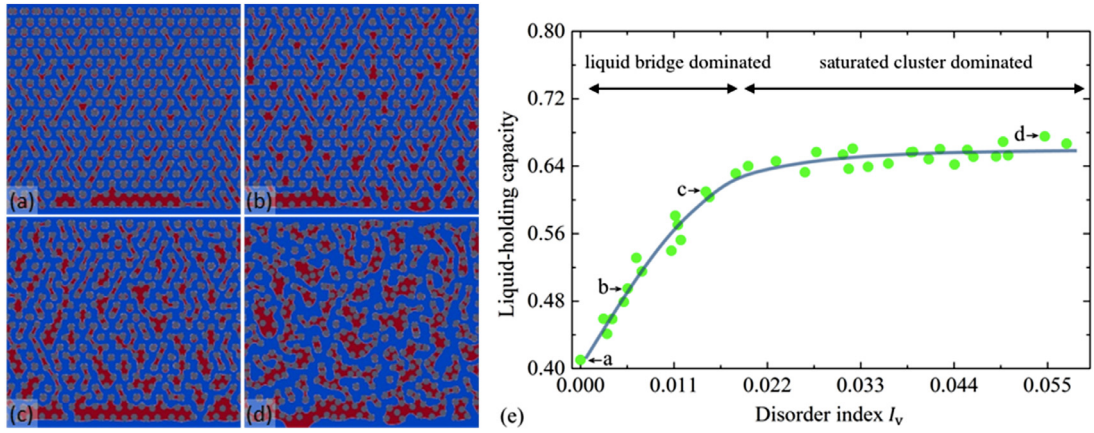 (a)
(b)
(c)
(d)
(e)
Liquid-holding capacity
0.80
0.72
0.64
0.56
0.48
0.40
liquid bridge dominated
saturated cluster dominated
a
b
c
d
0.000
0.011
0.022
0.033
0.044
0.055
Disorder index Iv